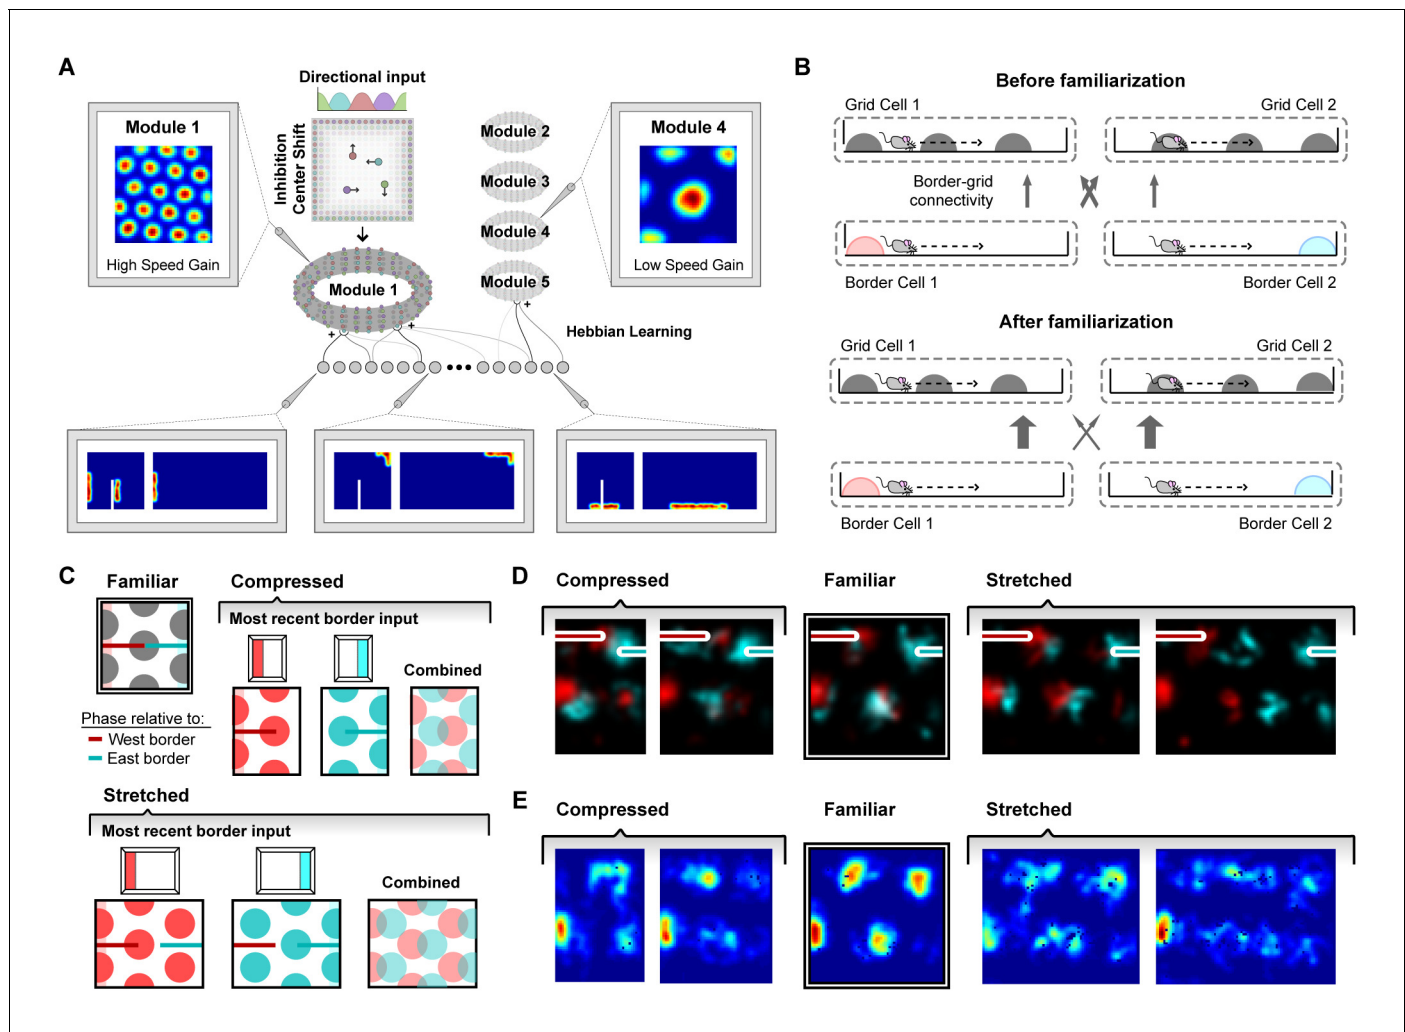 A
Directional input
Module 1
High Speed Gain
Inhibition
Center Shift
Module 1
Module 2
Module 3
Module 4
Module 5
Module 4
Low Speed Gain
+
+
+
Hebbian Learning
B
Before familiarization
Grid Cell 1
Grid Cell 2
Border-grid
connectivity
Border Cell 1
Border Cell 2
After familiarization
Grid Cell 1
Grid Cell 2
Border Cell 1
Border Cell 2
C
Familiar
Compressed
Most recent border input
Combined
Phase relative to:
West border
East border
Stretched
Most recent border input
Combined
D
Compressed
Familiar
Stretched
E
Compressed
Familiar
Stretched